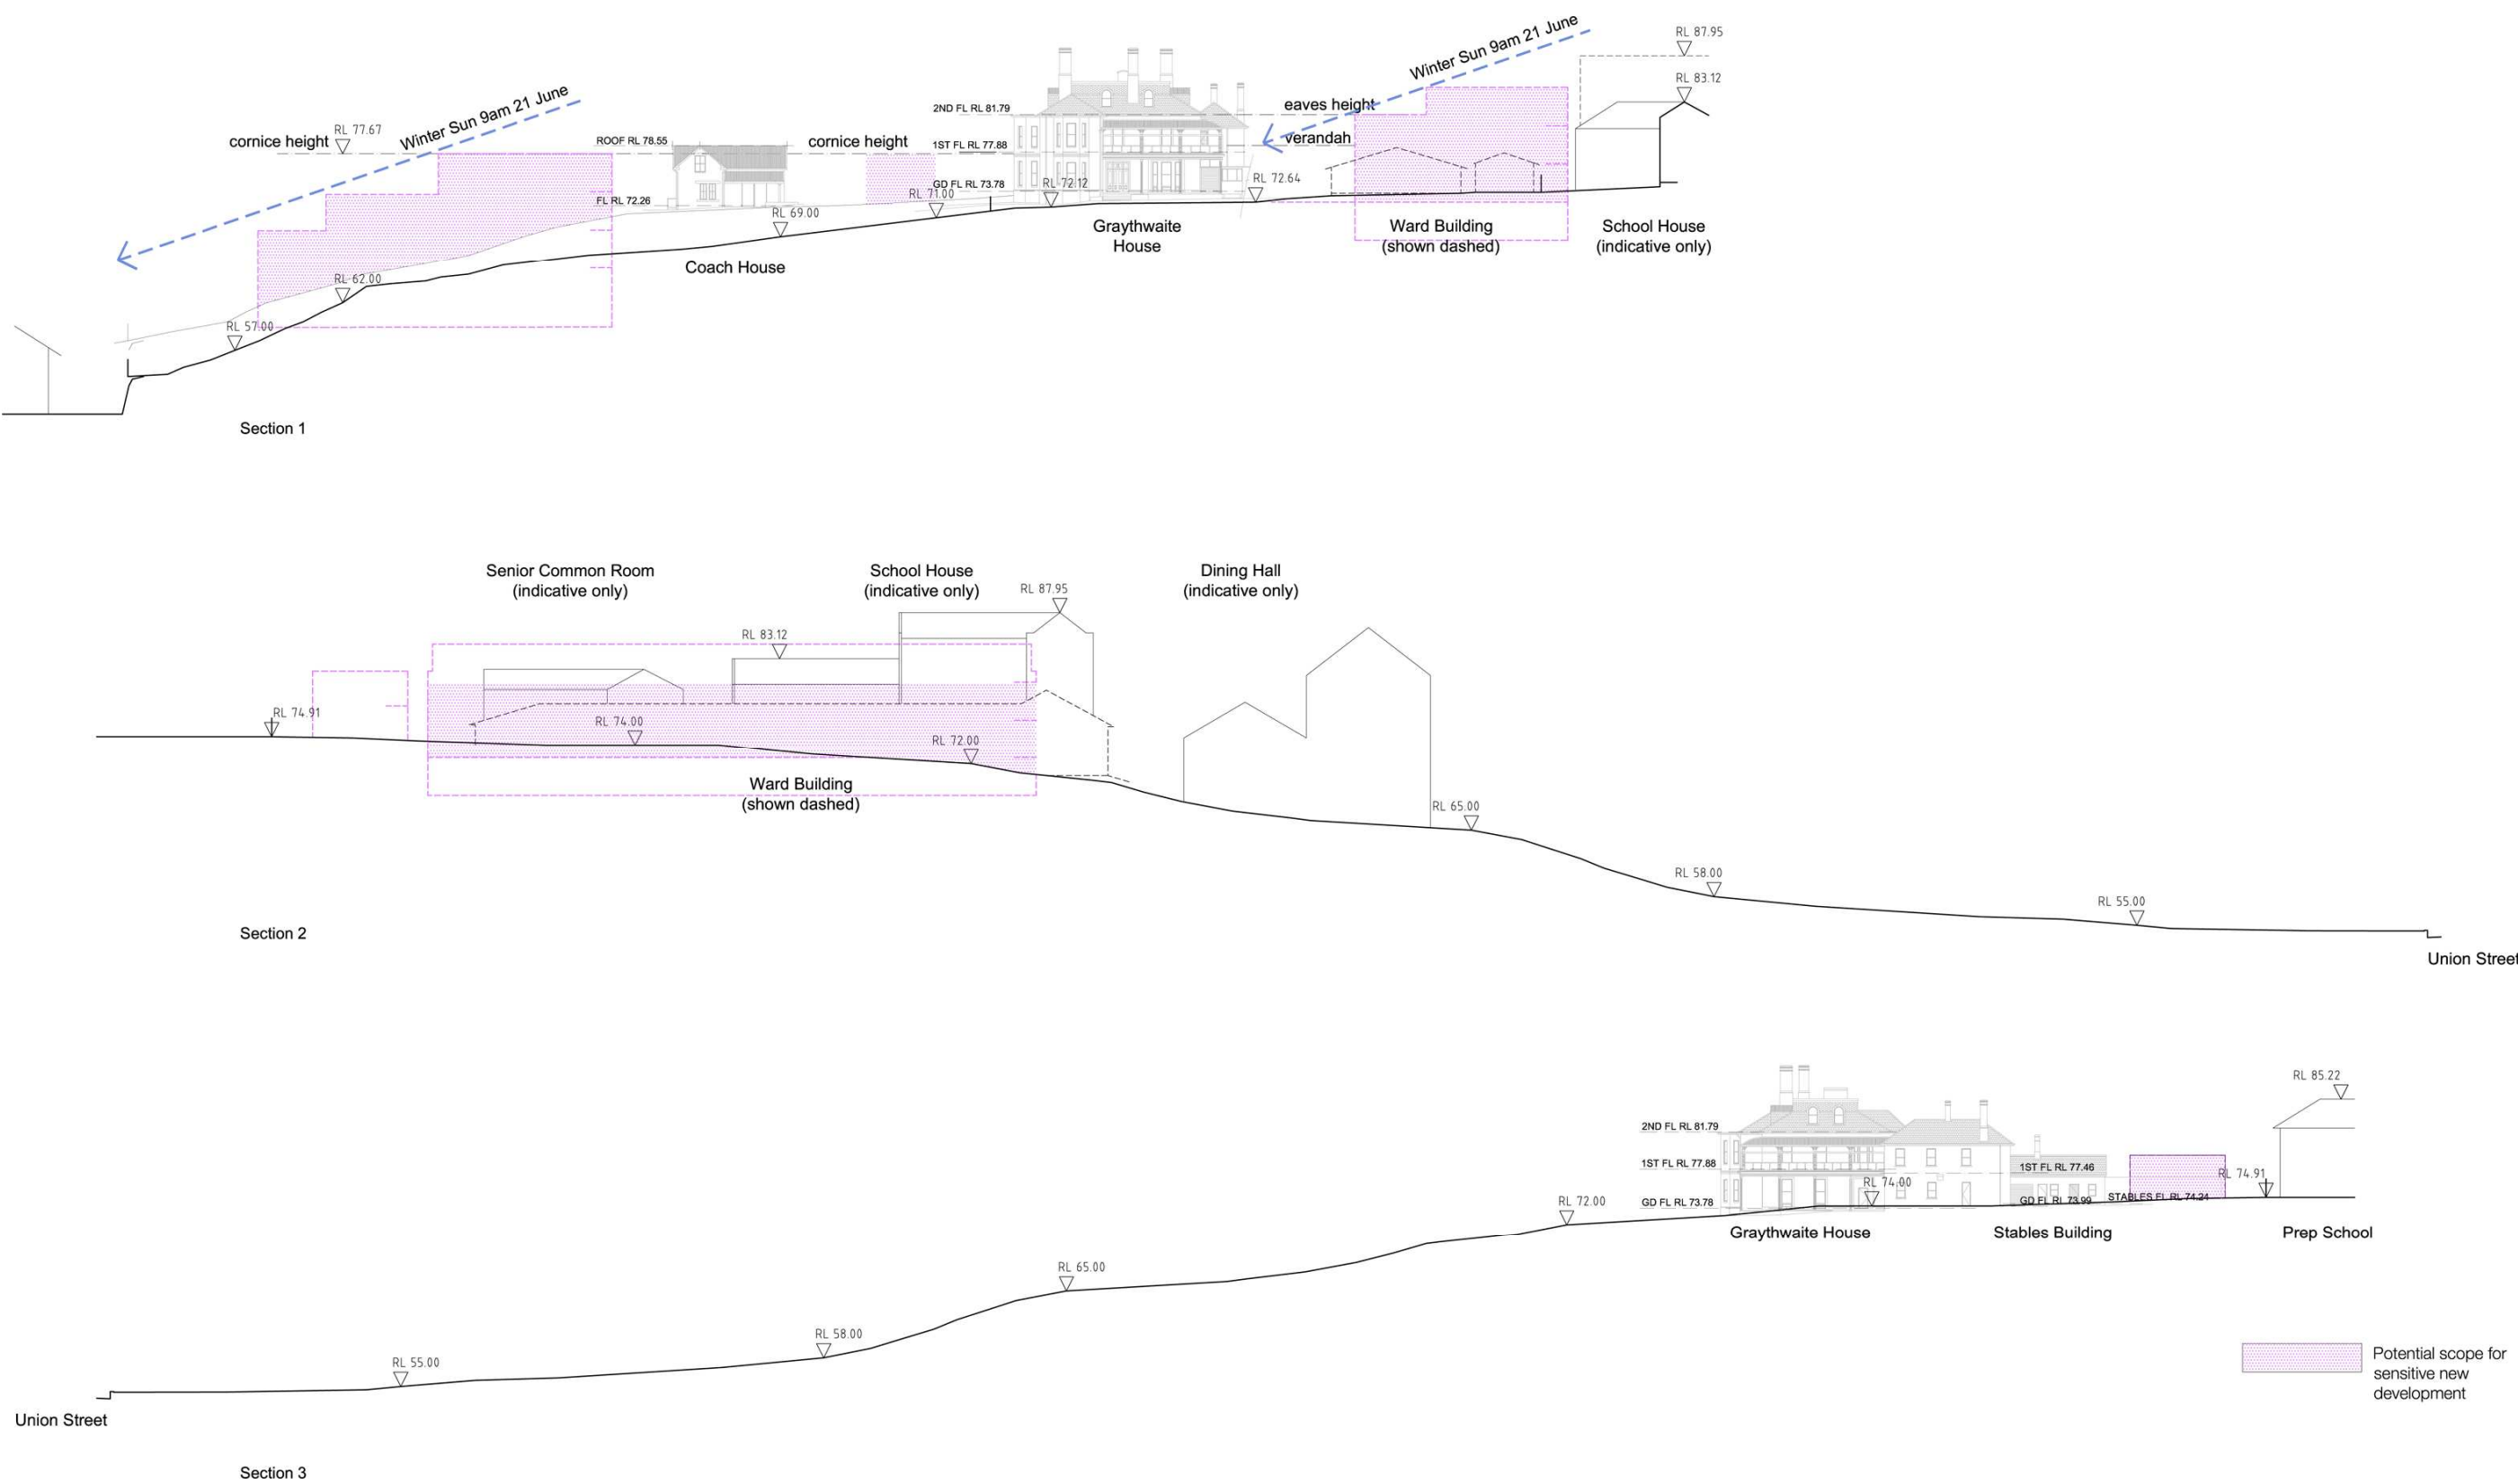 Winter Sun 9am 21 June
RL 87.95
RL 83.12
Winter Sun 9am 21 June
2ND FL RL 81.79
eaves height
cornice height
RL 77.67
ROOF RL 78.55
cornice height
1ST FL RL 77.88
verandah
GD FL RL 73.78
RL 72.12
RL 72.64
RL 71.00
FL RL 72.26
RL 69.00
Graythwaite
House
Ward Building
(shown dashed)
School House
(indicative only)
Coach House
RL 62.00
RL 57.00
Section 1
Senior Common Room
(indicative only)
School House
(indicative only)
RL 87.95
Dining Hall
(indicative only)
RL 83.12
RL 74.91
RL 74.00
RL 72.00
Ward Building
(shown dashed)
RL 65.00
RL 58.00
RL 55.00
Section 2
Union Street
RL 85.22
2ND FL RL 81.79
1ST FL RL 77.88
1ST FL RL 77.46
RL 74.91
RL 74.00
GD FL RL 73.78
GD FL RL 73.99
STABLES FL RL 74.24
RL 72.00
Graythwaite House
Stables Building
Prep School
RL 65.00
RL 58.00
RL 55.00
Potential scope for
sensitive new
development
Union Street
Section 3